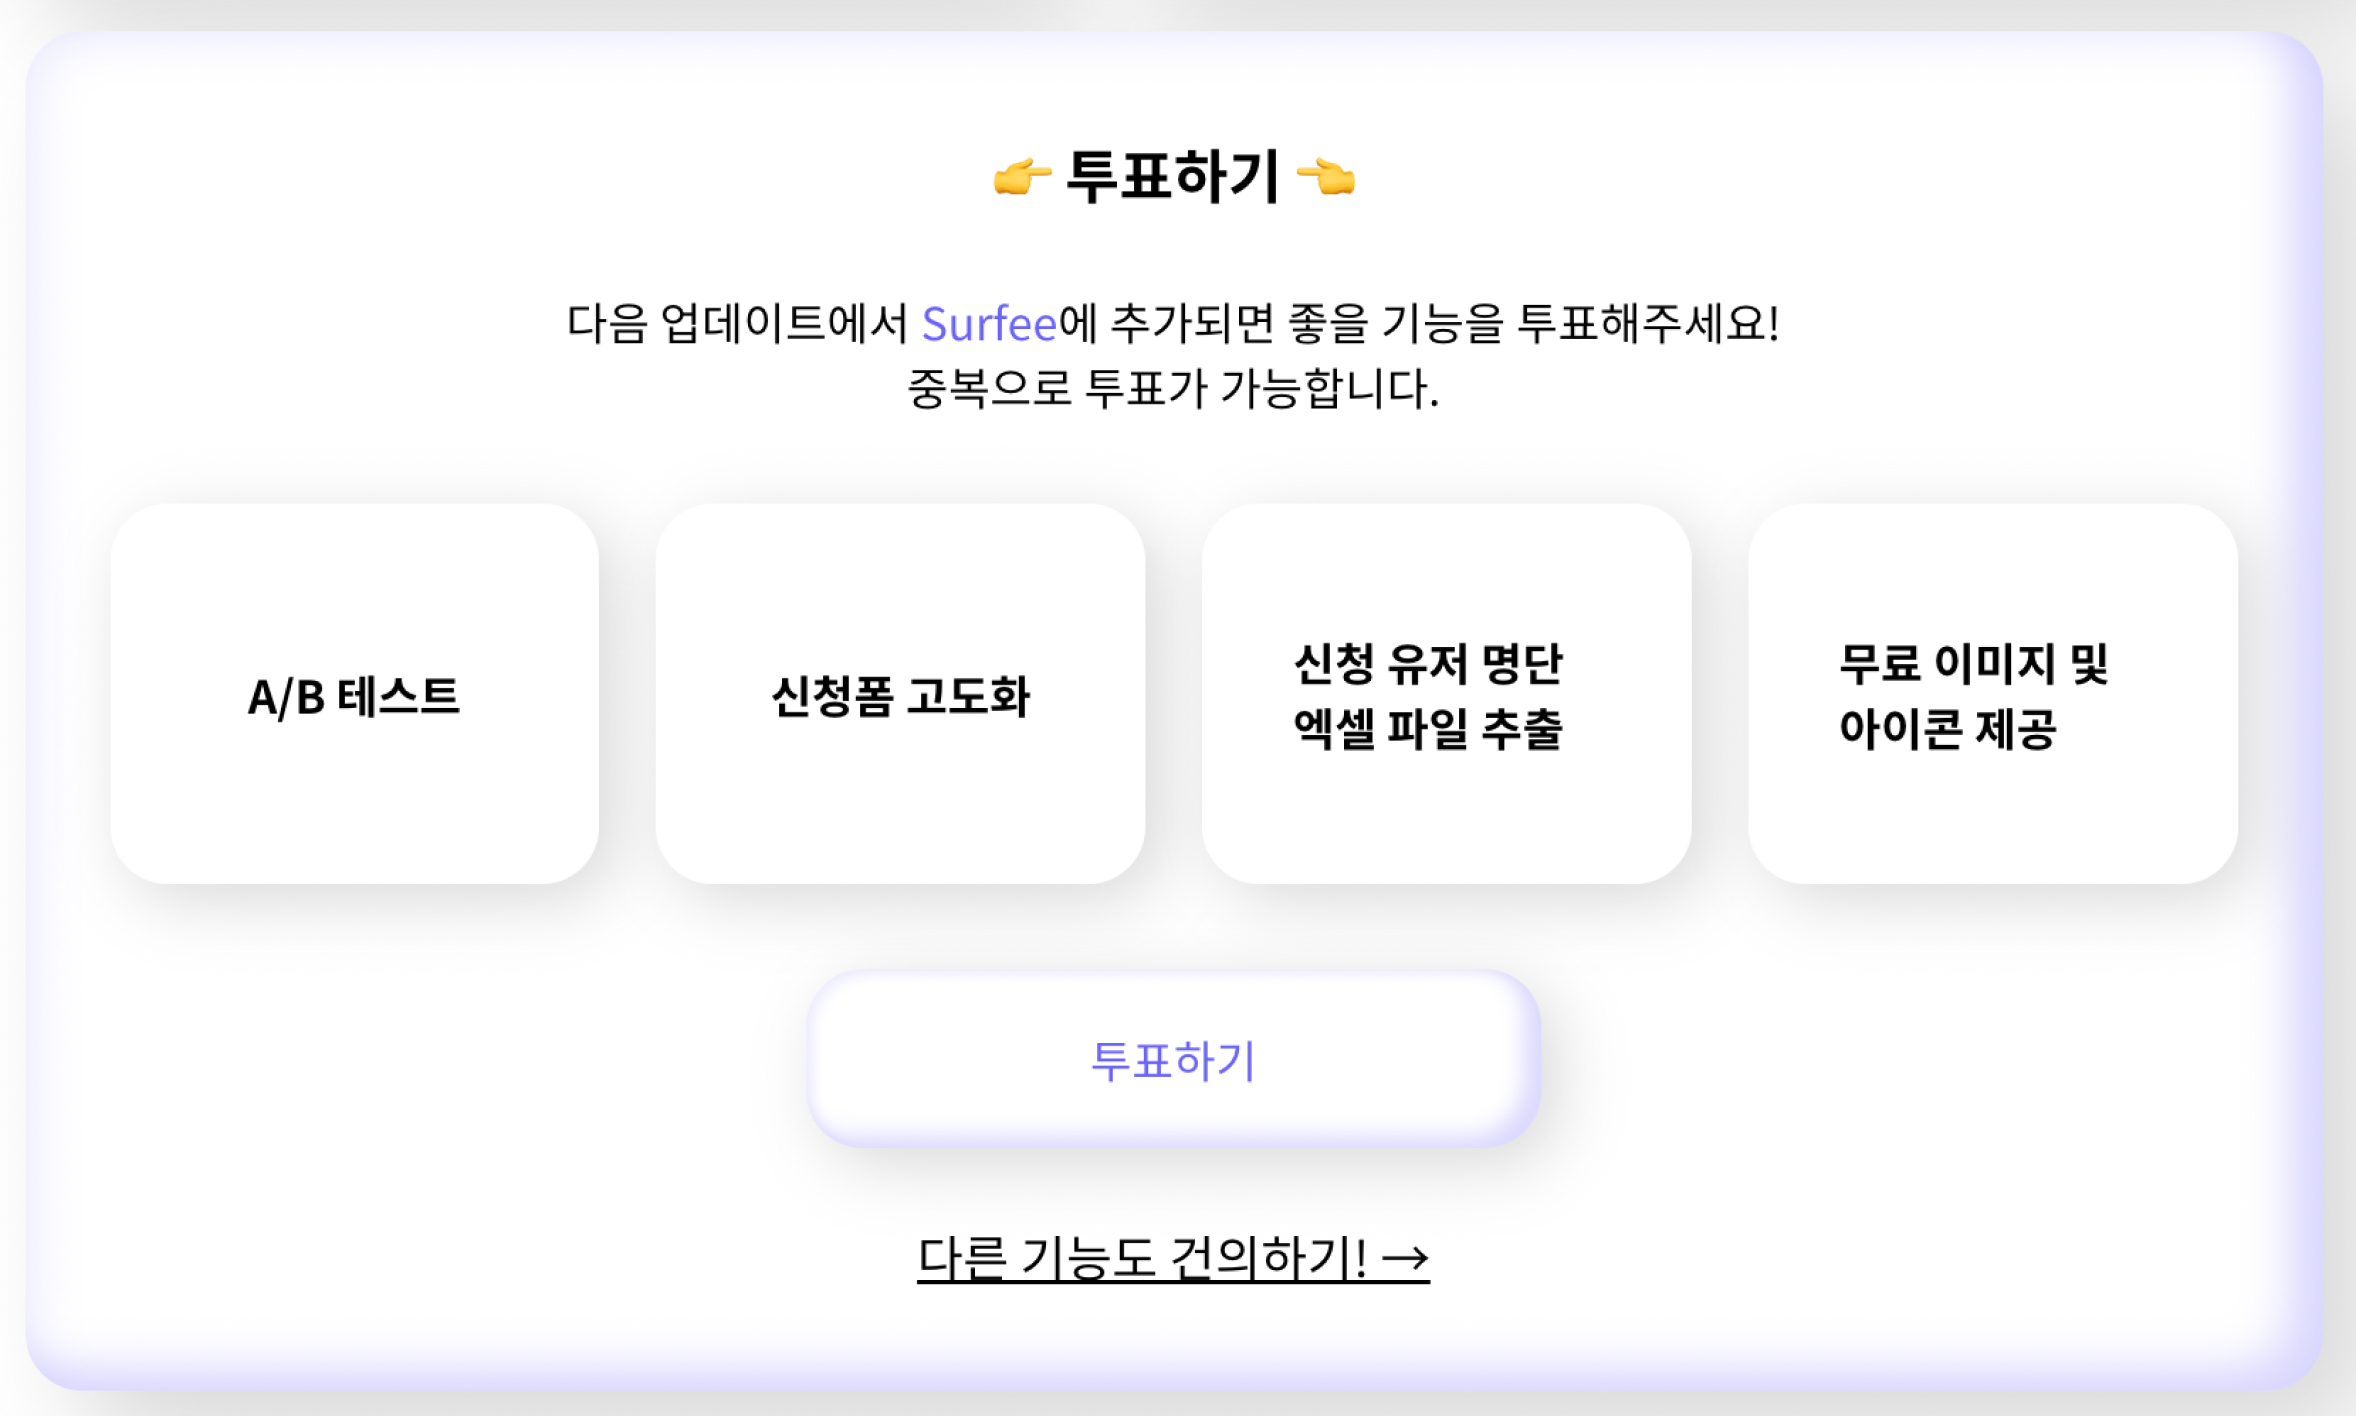 👉 투표하기 👈
다음 업데이트에서 Surfee에 추가되면 좋을 기능을 투표해주세요!
중복으로 투표가 가능합니다.
A/B 테스트
신청폼 고도화
신청 유저 명단
엑셀 파일 추출
무료 이미지 및
아이콘 제공
투표하기
다른 기능도 건의하기! →